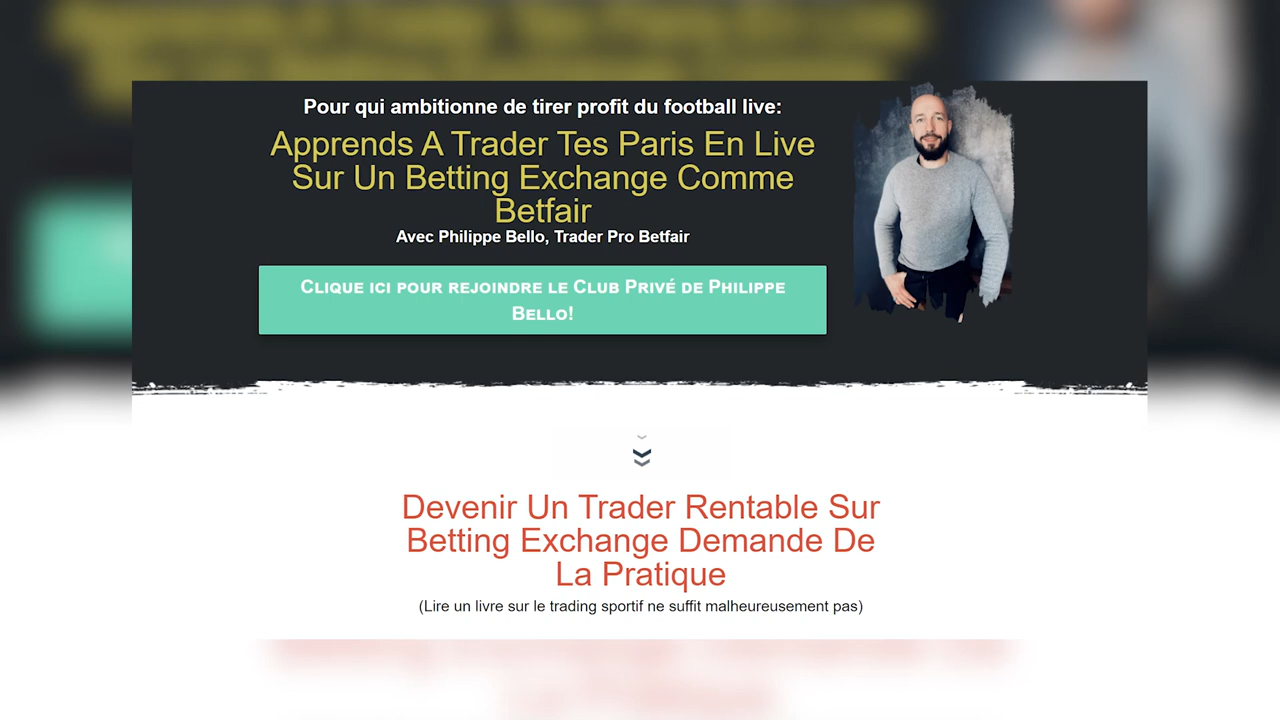 Pour qui ambitionne de tirer profit du football live:
Apprends A Trader Tes Paris En Live
Sur Un Betting Exchange Comme
Betfair
Avec Philippe Bello, Trader Pro Betfair
Clique ici pour rejoindre le Club Privé de Philippe
Bello!
Devenir Un Trader Rentable Sur
Betting Exchange Demande De
La Pratique
(Lire un livre sur le trading sportif ne suffit malheureusement pas)